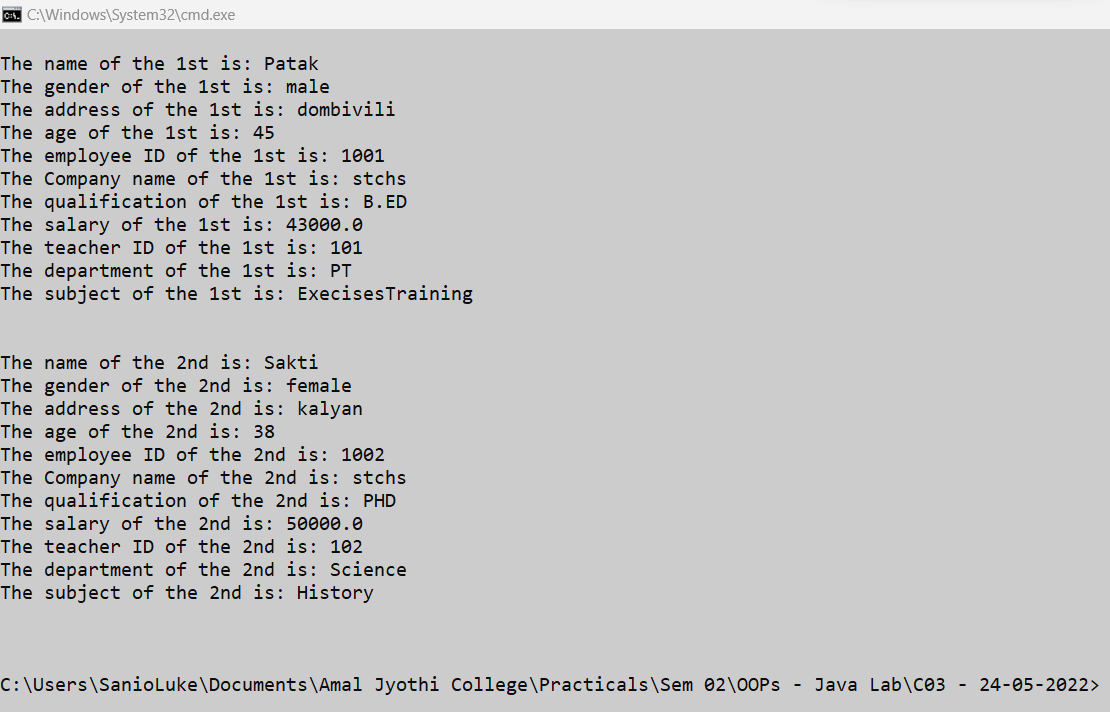 C:\Windows\System32\cmd.exe
The name of the 1st is: Patak
The gender of the 1st is: male
The address of the 1st is: dombivili
The age of the 1st is: 45
The employee ID of the 1st is: 1001
The Company name of the 1st is: stchs
The qualification of the 1st is: B.ED
The salary of the 1st is: 43000.0
The teacher ID of the 1st is: 101
The department of the 1st is: PT
The subject of the 1st is: ExecisesTraining
The name of the 2nd is: Sakti
The gender of the 2nd is: female
The address of the 2nd is: kalyan
The age of the 2nd is: 38
The employee ID of the 2nd is: 1002
The Company name of the 2nd is: stchs
The qualification of the 2nd is: PHD
The salary of the 2nd is: 50000.0
The teacher ID of the 2nd is: 102
The department of the 2nd is: Science
The subject of the 2nd is: History
C:\Users\SanioLuke\Documents\Amal Jyothi College\Practicals\Sem 02\OOPs - Java Lab\C03 - 24-05-2022>